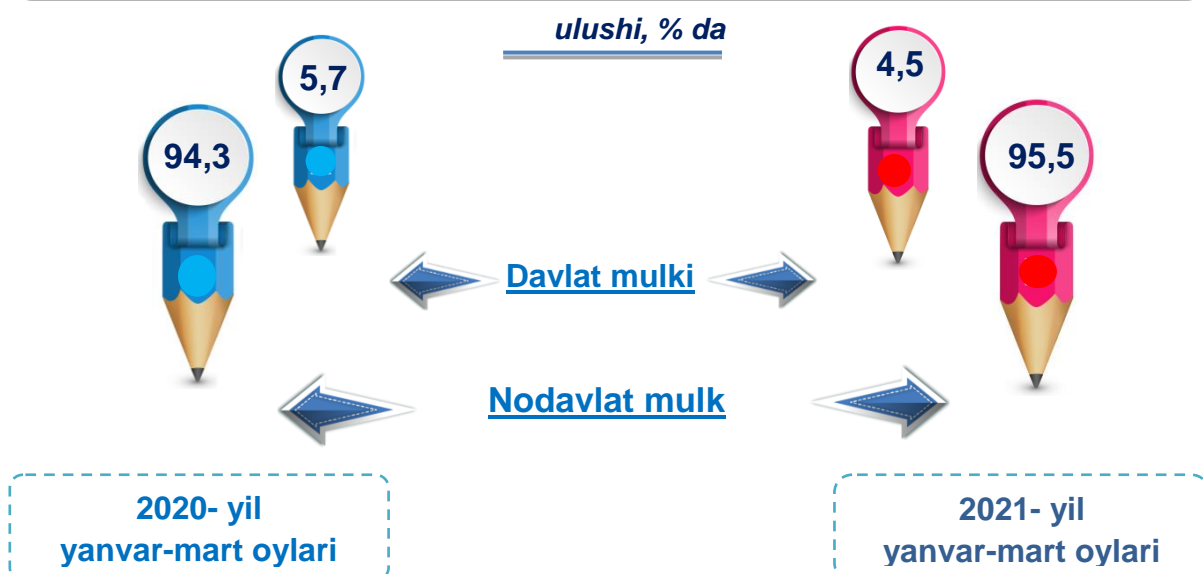 ulushi, % da
5,7
4,5
94,3
95,5
Davlat mulki
Nodavlat mulk
2020- yil
yanvar-mart oylari
2021- yil
yanvar-mart oylari